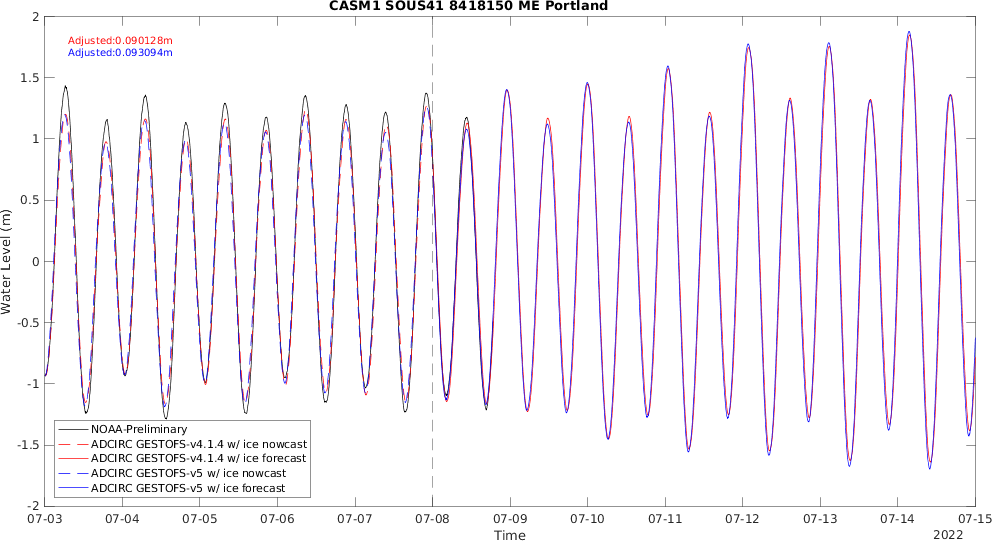 CASM1 SOUS41 8418150 ME Portland
Adjusted:0.090128m
Adjusted:0.093094m
Water Level (m)
2
1.5
1
0.5
0
-0.5
-1
-1.5
-2
NOAA-Preliminary
ADCIRC GESTOFS-v4.1.4 w/ ice nowcast
ADCIRC GESTOFS-v4.1.4 w/ ice forecast
ADCIRC GESTOFS-v5 w/ ice nowcast
ADCIRC GESTOFS-v5 w/ ice forecast
07-03 07-04 07-05 07-06 07-07 07-08 07-09 07-10 07-11 07-12 07-13 07-14 07-15
Time
2022